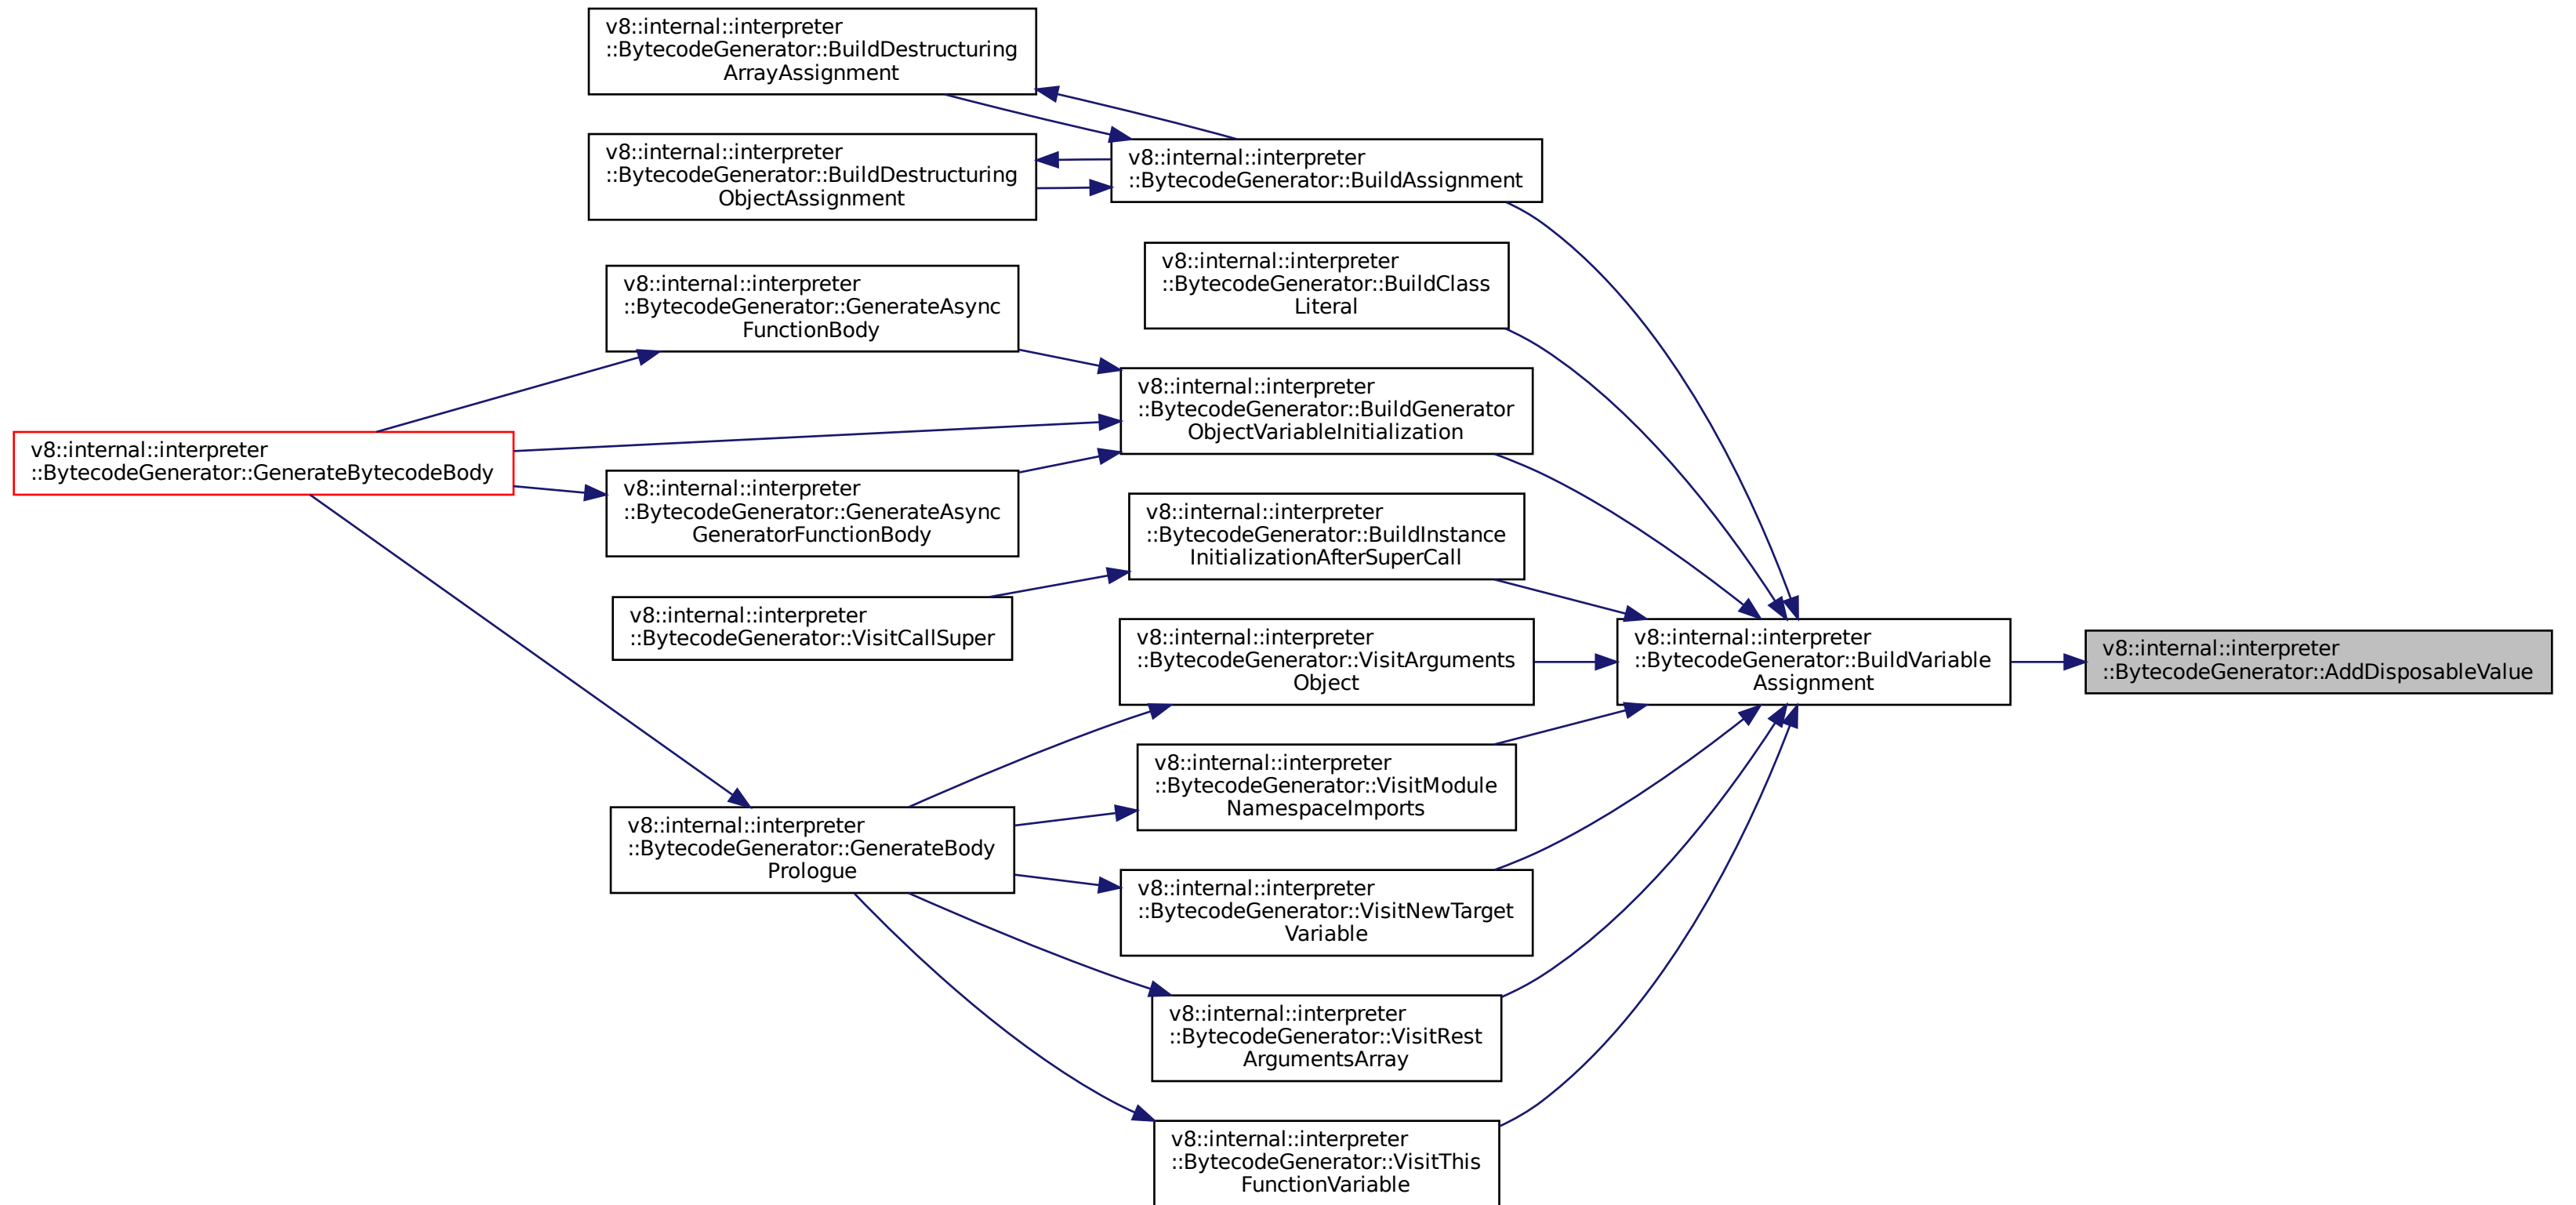 v8::internal::interpreter
::BytecodeGenerator::BuildDestructuring
ArrayAssignment
v8::internal::interpreter
::BytecodeGenerator::BuildDestructuring
ObjectAssignment
v8::internal::interpreter
::BytecodeGenerator::BuildAssignment
v8::internal::interpreter
::BytecodeGenerator::BuildClass
Literal
v8::internal::interpreter
::BytecodeGenerator::GenerateAsync
FunctionBody
v8::internal::interpreter
::BytecodeGenerator::BuildGenerator
ObjectVariableInitialization
v8::internal::interpreter
::BytecodeGenerator::GenerateBytecodeBody
v8::internal::interpreter
::BytecodeGenerator::GenerateAsync
GeneratorFunctionBody
v8::internal::interpreter
::BytecodeGenerator::BuildInstance
InitializationAfterSuperCall
v8::internal::interpreter
::BytecodeGenerator::VisitCallSuper
v8::internal::interpreter
::BytecodeGenerator::VisitArguments
Object
v8::internal::interpreter
::BytecodeGenerator::BuildVariable
Assignment
v8::internal::interpreter
::BytecodeGenerator::AddDisposableValue
v8::internal::interpreter
::BytecodeGenerator::VisitModule
NamespaceImports
v8::internal::interpreter
::BytecodeGenerator::GenerateBody
Prologue
v8::internal::interpreter
::BytecodeGenerator::VisitNewTarget
Variable
v8::internal::interpreter
::BytecodeGenerator::VisitRest
ArgumentsArray
v8::internal::interpreter
::BytecodeGenerator::VisitThis
FunctionVariable